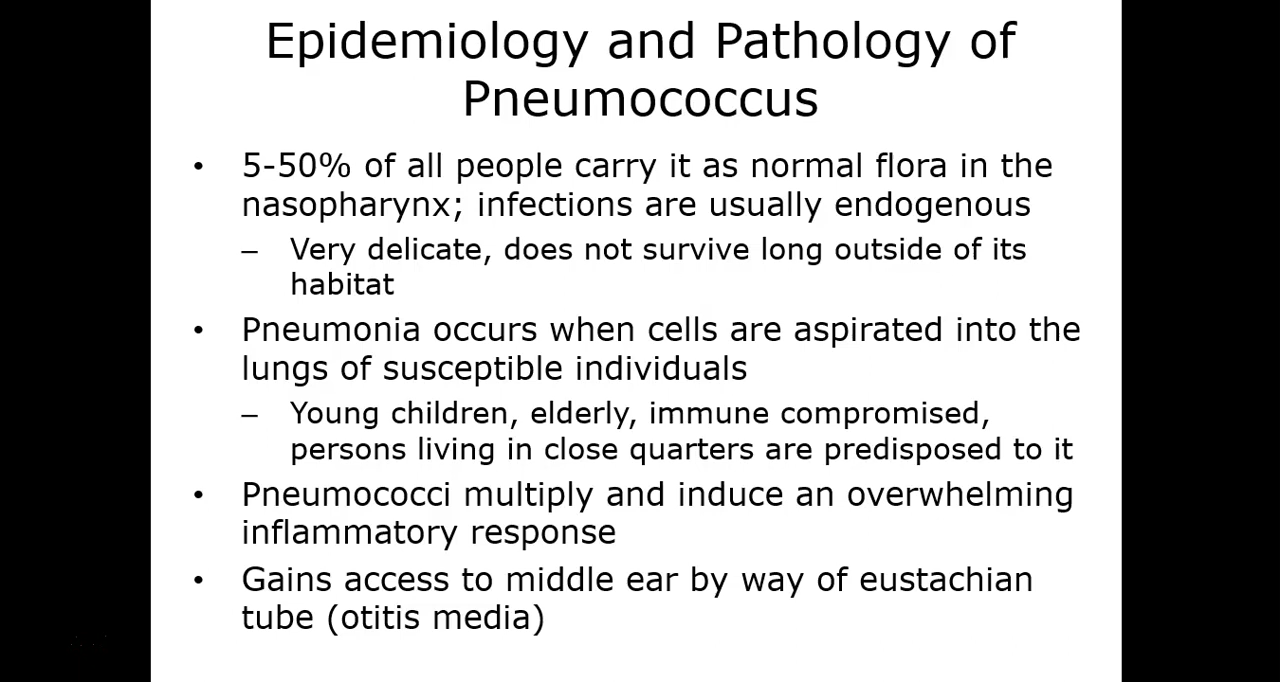 Epidemiology and Pathology of
Pneumococcus
• 5-50% of all people carry it as normal flora in the
nasopharynx; infections are usually endogenous
– Very delicate, does not survive long outside of its
habitat
• Pneumonia occurs when cells are aspirated into the
lungs of susceptible individuals
– Young children, elderly, immune compromised,
persons living in close quarters are predisposed to it
• Pneumococci multiply and induce an overwhelming
inflammatory response
• Gains access to middle ear by way of eustachian
tube (otitis media)